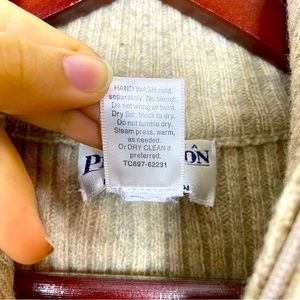 HAND WASH cold,
separately. No bleach.
Do not wring or twist.
Dry flat: block to dry.
Do not tumble dry.
Steam press, warm,
as needed.
Or DRY CLEAN if
preferred.
TC897-62231